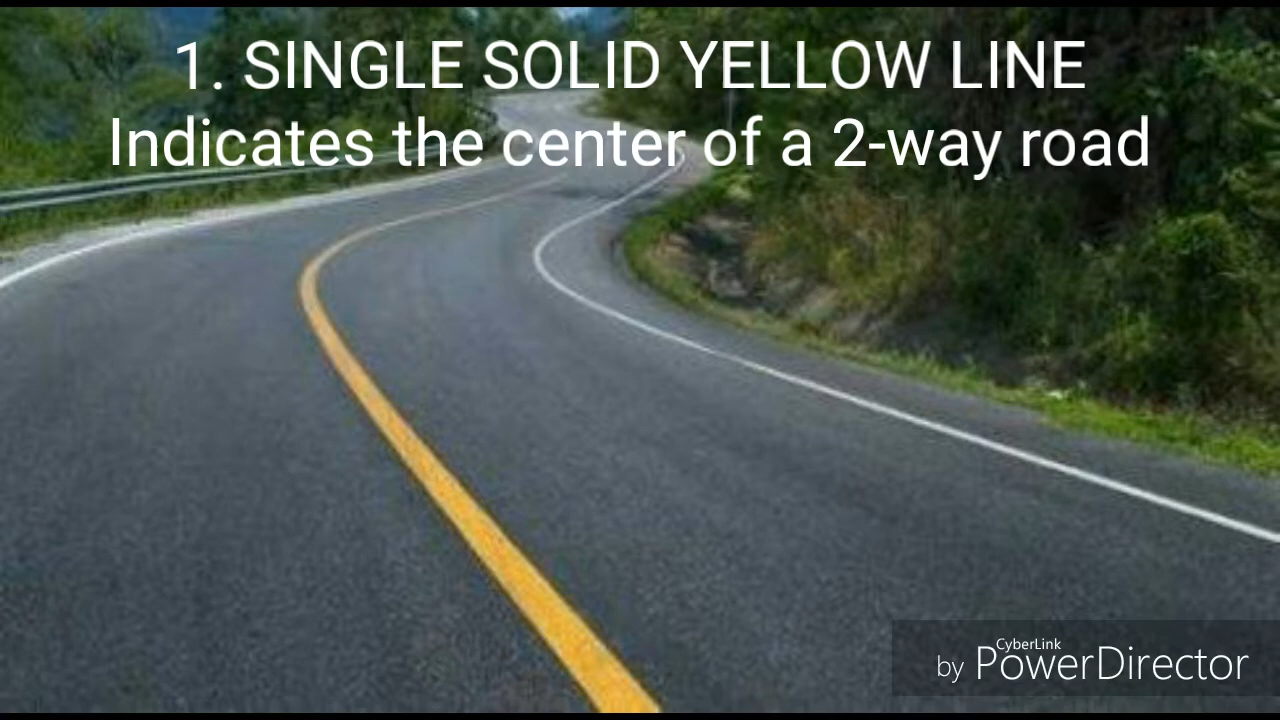 1. SINGLE SOLID YELLOW LINE
Indicates the center of a 2-way road
CyberLink
by PowerDirector